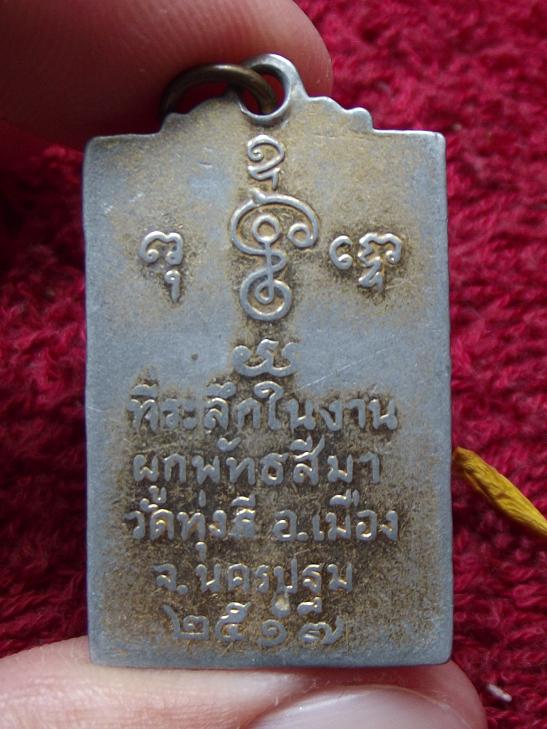 ที่ระลึกในงาน
ผูกพัทธสีมา
วัดทุ่งสี อ.เมือง
จ.นครปฐม
๒๕๑๗